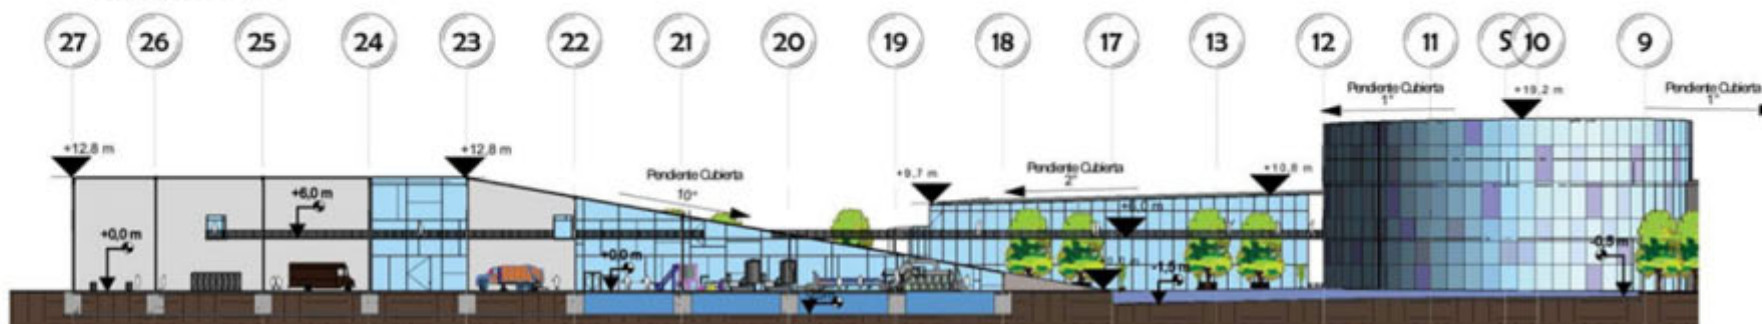 27 26 25 24 23 22 21 20 19 18 17 13 12 11 S 10 9
Pendiente Cubierta
1°
+19,2 m
Pendiente Cubierta
1°
+12,8 m
+12,8 m
Pendiente Cubierta
10°
+9,7 m
Pendiente Cubierta
2°
+10,8 m
+6,0 m
+0,0 m
+0,0 m
-1,5 m
-0,5 m